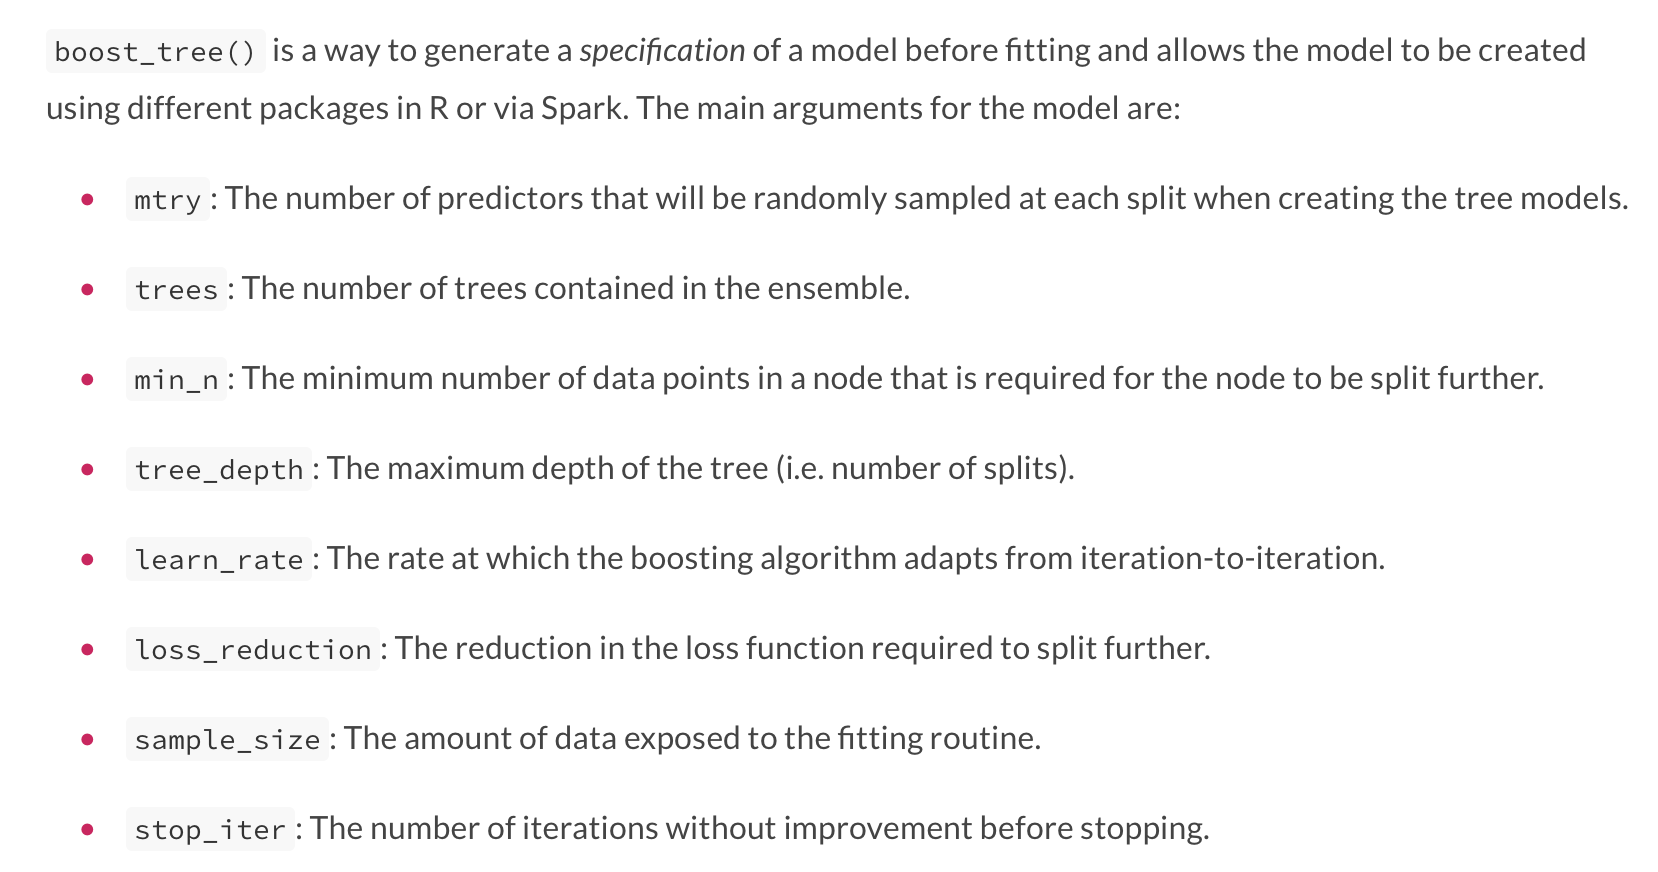 boost_tree() is a way to generate a specification of a model before fitting and allows the model to be created
using different packages in R or via Spark. The main arguments for the model are:
mtry: The number of predictors that will be randomly sampled at each split when creating the tree models.
trees: The number of trees contained in the ensemble.
min_n: The minimum number of data points in a node that is required for the node to be split further.
tree_depth: The maximum depth of the tree (i.e. number of splits).
learn_rate: The rate at which the boosting algorithm adapts from iteration-to-iteration.
loss_reduction: The reduction in the loss function required to split further.
sample_size: The amount of data exposed to the fitting routine.
stop_iter: The number of iterations without improvement before stopping.